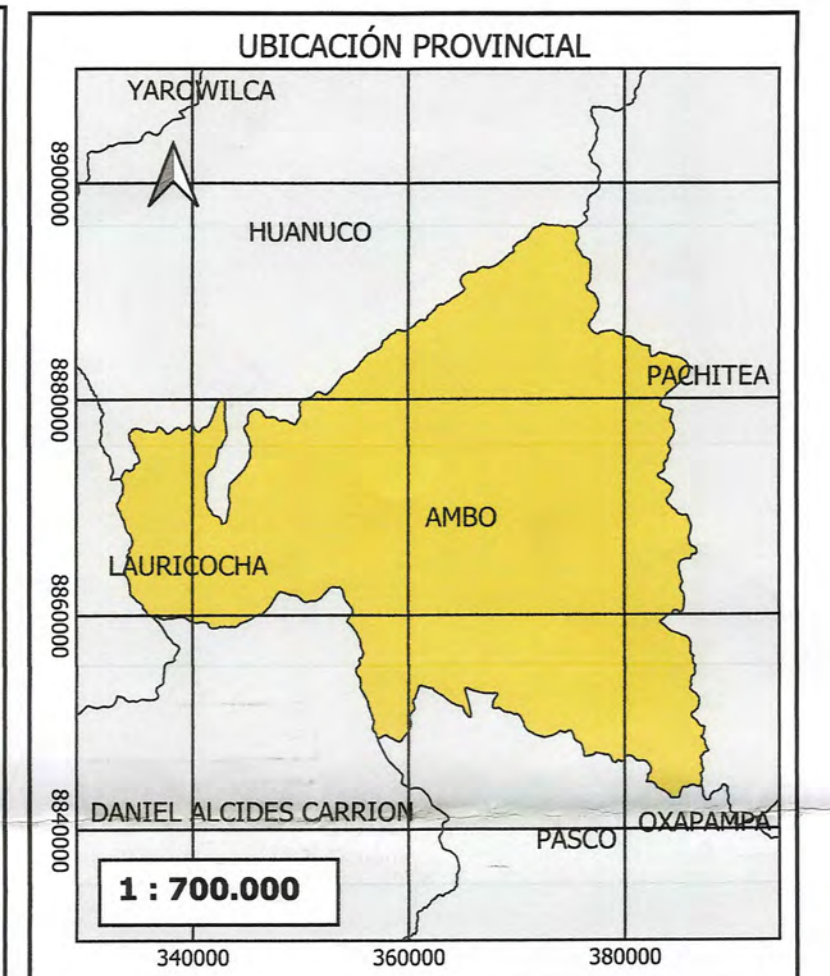 UBICACIÓN PROVINCIAL
YAROWILCA
8900000
HUANUCO
PACHITEA
8880000
AMBO
LAURICOCHA
8860000
DANIEL ALCIDES CARRION
OXAPAMPA
PASCO
8840000
1 : 700.000
340000
360000
380000